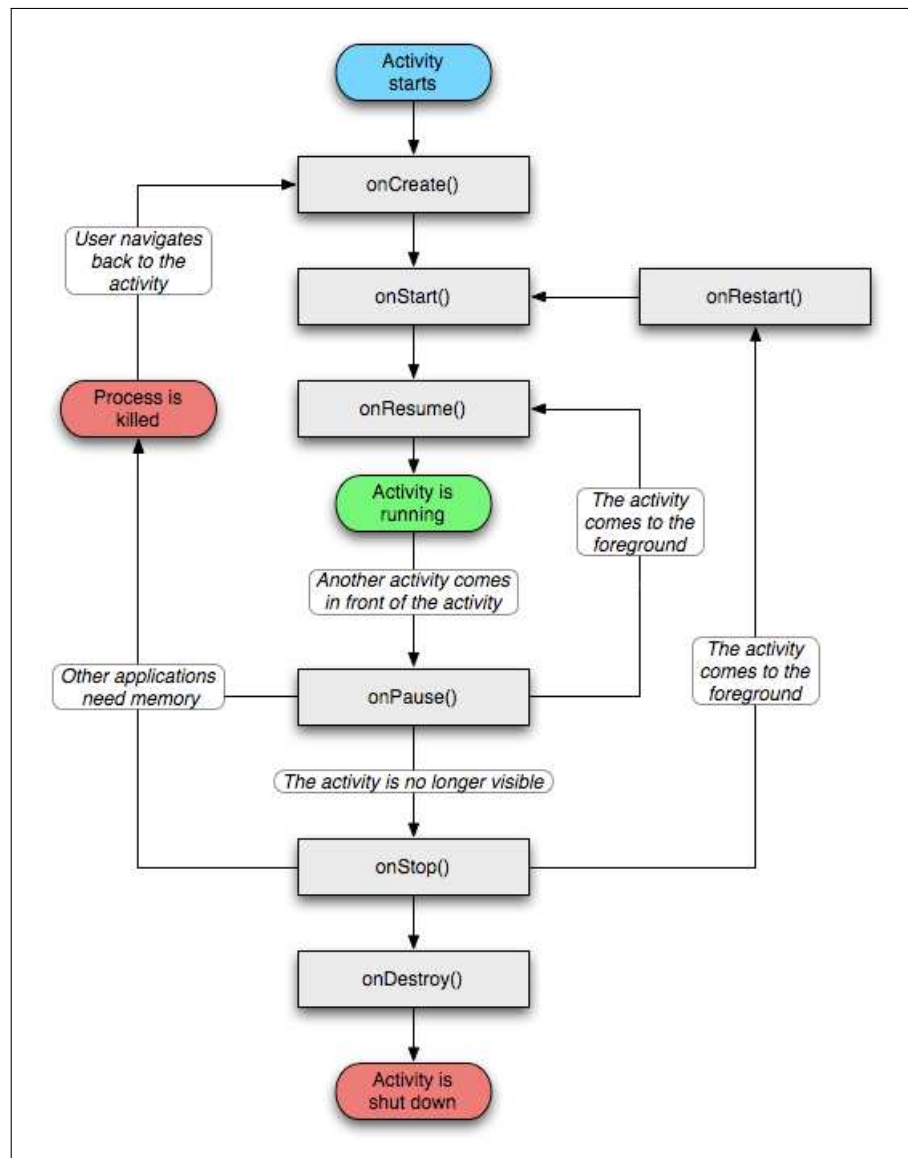 Activity
starts
onCreate()
User navigates
back to the
activity
onStart()
onRestart()
Process is
killed
onResume()
Activity is
running
The activity
comes to the
foreground
Another activity comes
in front of the activity
The activity
comes to the
foreground
Other applications
need memory
onPause()
The activity is no longer visible
onStop()
onDestroy()
Activity is
shut down